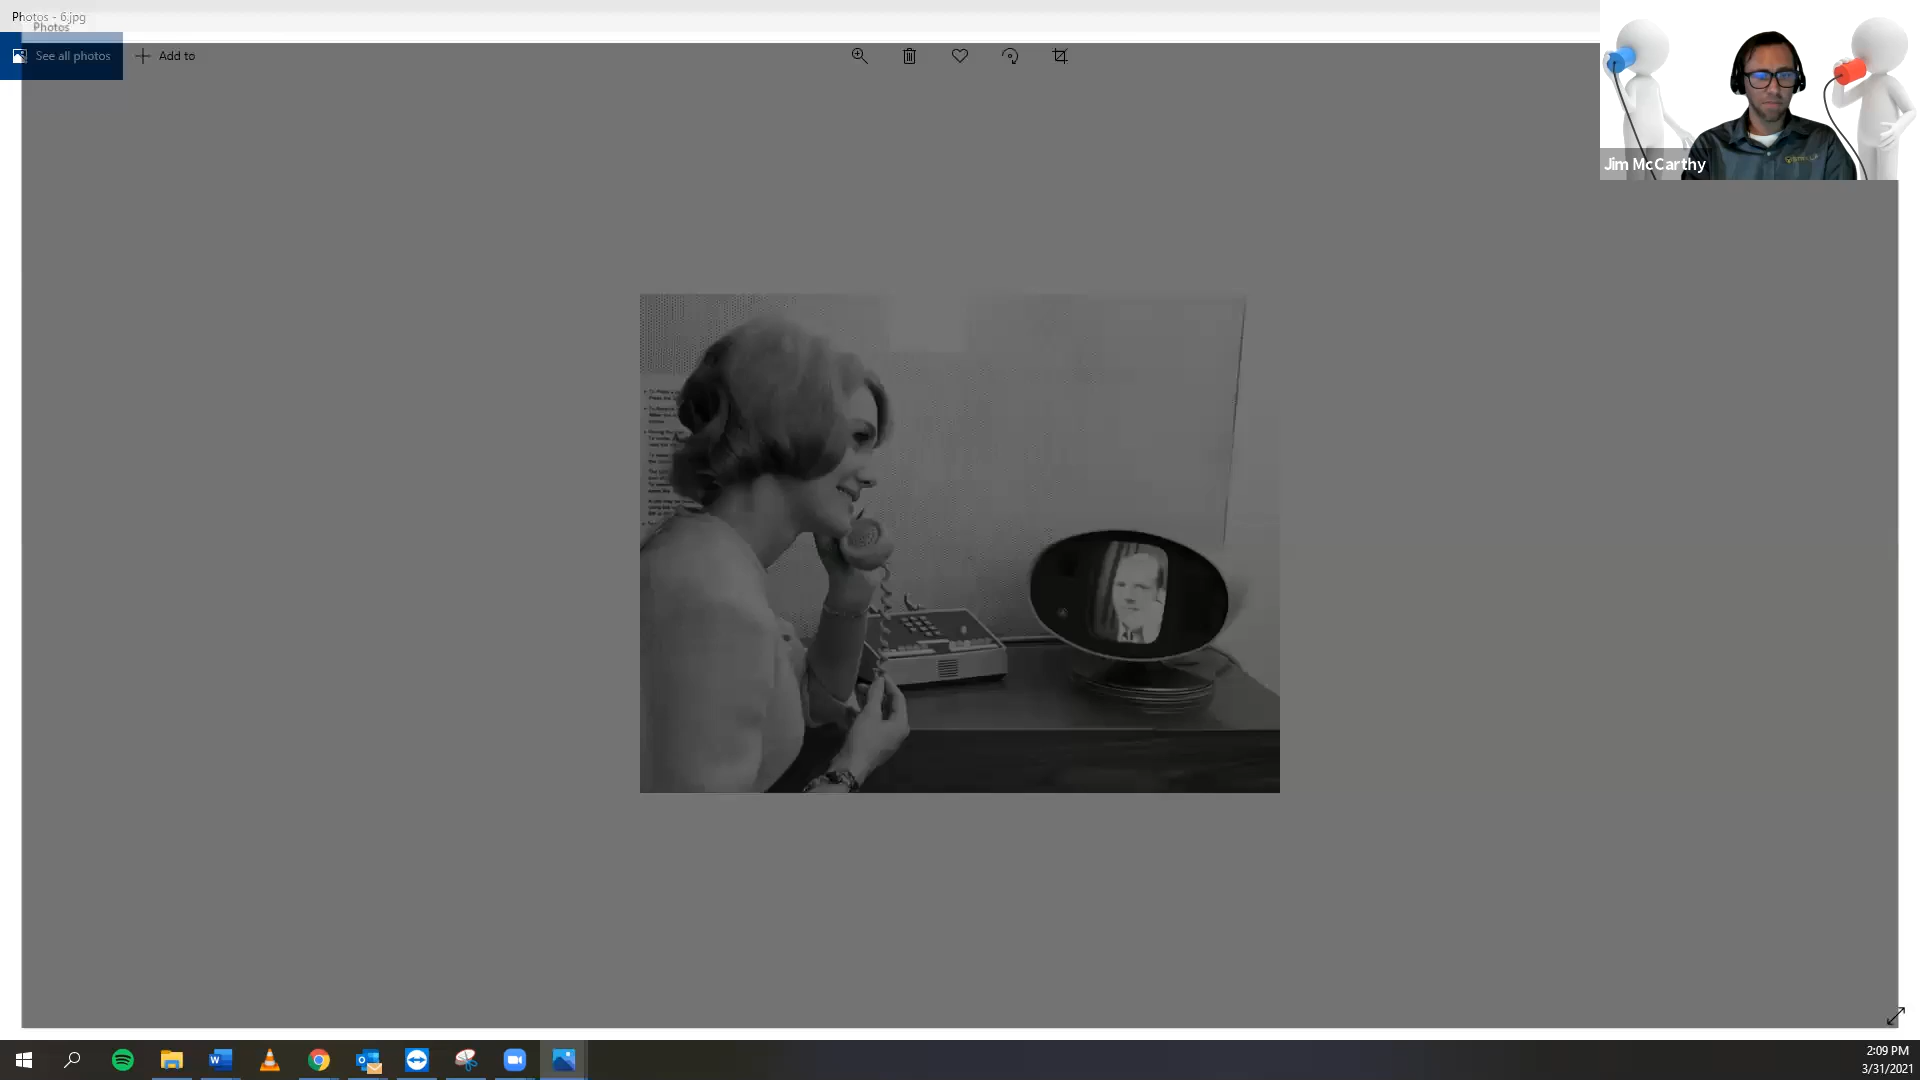 Photos - 6.jpg
Photos
See all photos
Add to
Jim McCarthy
2:09 PM
3/31/2021